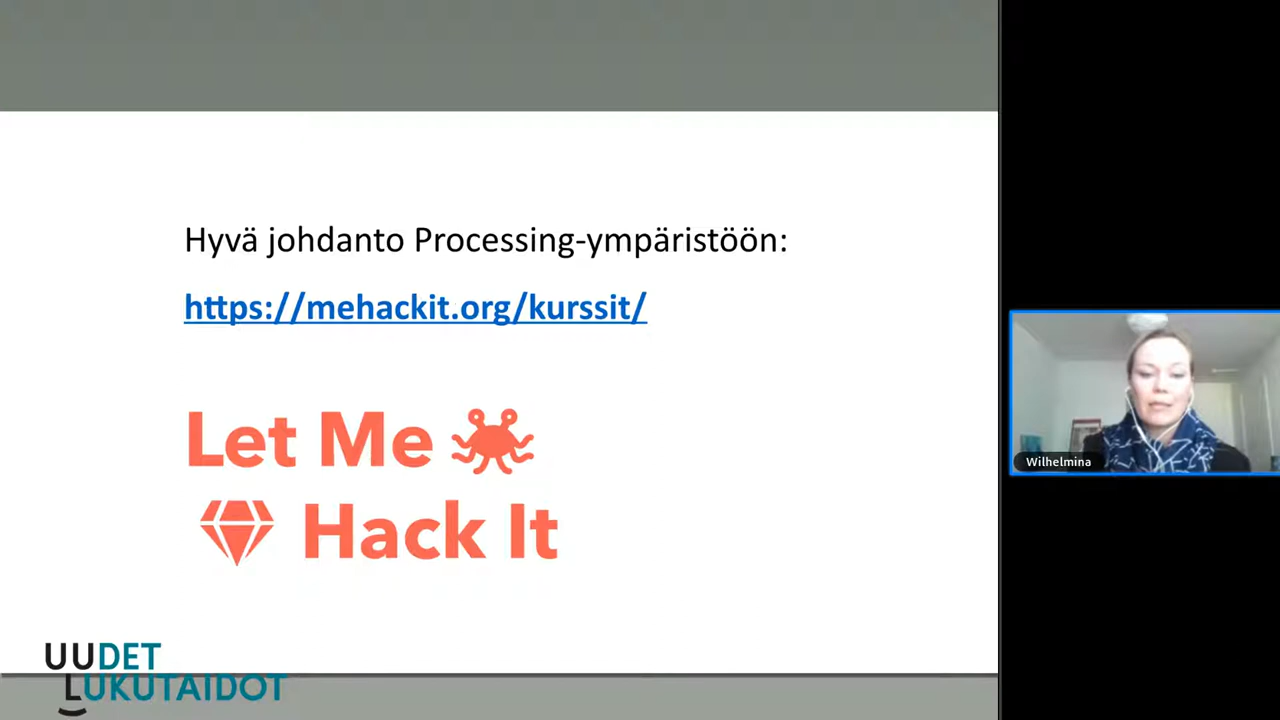 Hyvä johdanto Processing-ympäristöön:
https://mehackit.org/kurssit/
Let Me
Hack It
UUDET
LUKUTAIDOT
Wilhelmina